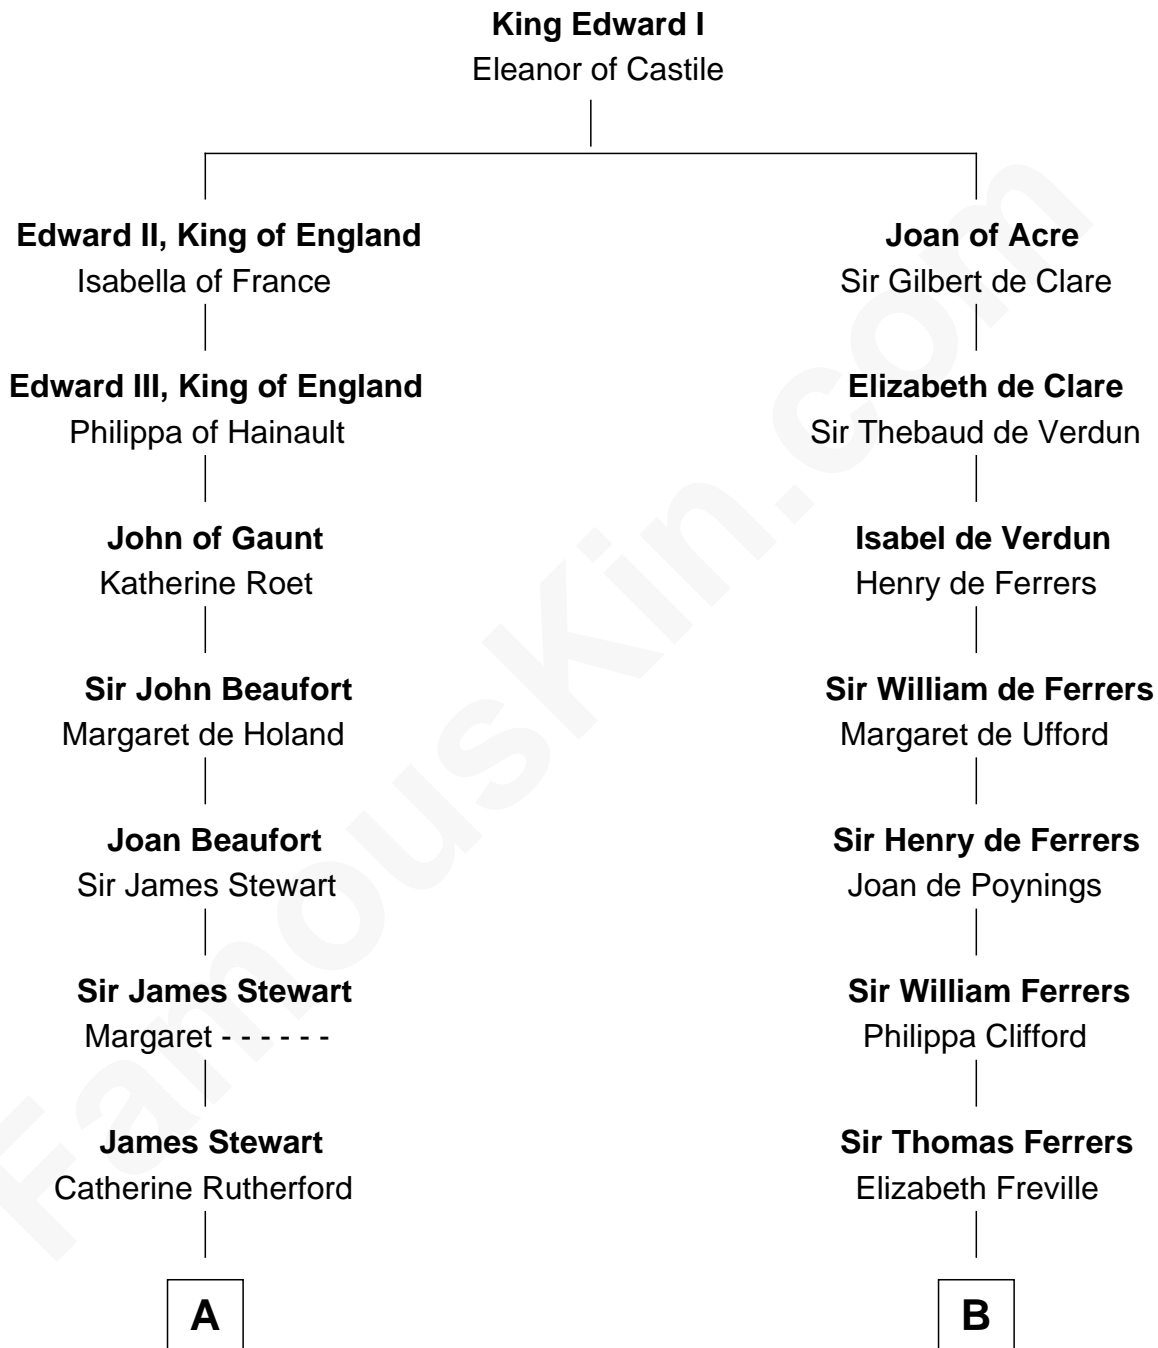 King Edward I
Eleanor of Castile
Edward II, King of England
Isabella of France
Joan of Acre
Sir Gilbert de Clare
Edward III, King of England
Philippa of Hainault
Elizabeth de Clare
Sir Thebaud de Verdun
John of Gaunt
Katherine Roet
Isabel de Verdun
Henry de Ferrers
Sir John Beaufort
Margaret de Holand
Sir William de Ferrers
Margaret de Ufford
Joan Beaufort
Sir James Stewart
Sir Henry de Ferrers
Joan de Poynings
Sir James Stewart
Margaret - - - - - -
Sir William Ferrers
Philippa Clifford
James Stewart
Catherine Rutherford
Sir Thomas Ferrers
Elizabeth Freville
A
B
FamousKin.com